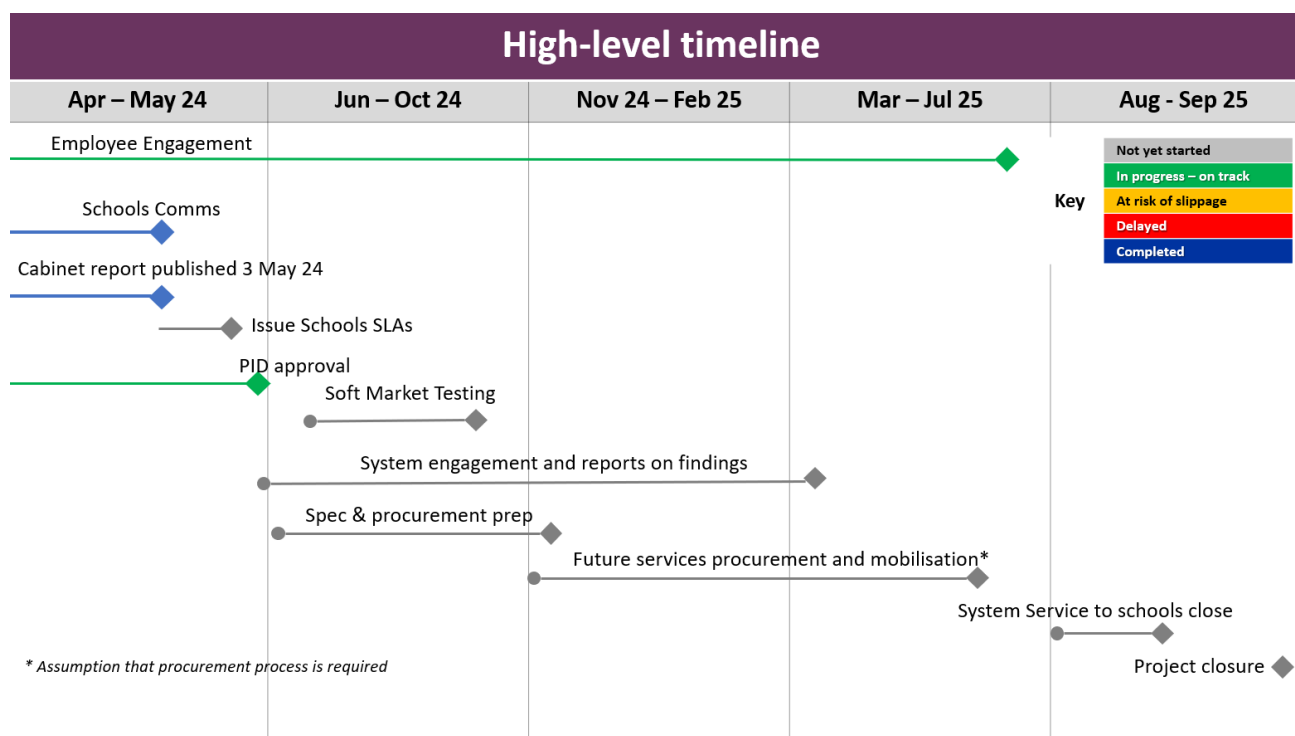 High-level timeline
Apr – May 24
Jun – Oct 24
Nov 24 – Feb 25
Mar – Jul 25
Aug - Sep 25
Employee Engagement
Key
Not yet started
In progress – on track
At risk of slippage
Delayed
Completed
Schools Comms
Cabinet report published 3 May 24
Issue Schools SLAs
PID approval
Soft Market Testing
System engagement and reports on findings
Spec & procurement prep
Future services procurement and mobilisation*
System Service to schools close
* Assumption that procurement process is required
Project closure